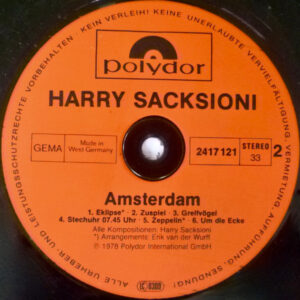 KEIN VERLEIH! KEINE UNERLAUBTE VERVIELFÄLTIGUNG, VERMIETUNG, AUFFÜHRUNG, SENDUNG!
ALLE URHEBER- UND LEISTUNGSSCHUTZRECHTE VORBEHALTEN
polydor
HARRY SACKSIONI
GEMA
Made in
West Germany
2417 121
STEREO
33
2
Amsterdam
1. Eklipse* · 2. Zuspiel · 3. Greifvögel
4. Stechuhr 07.45 Uhr · 5. Zeppelin* · 6. Um die Ecke
Alle Kompositionen: Harry Sacksioni
*) Arrangements: Erik van der Wurff
℗ 1978 Polydor International GmbH